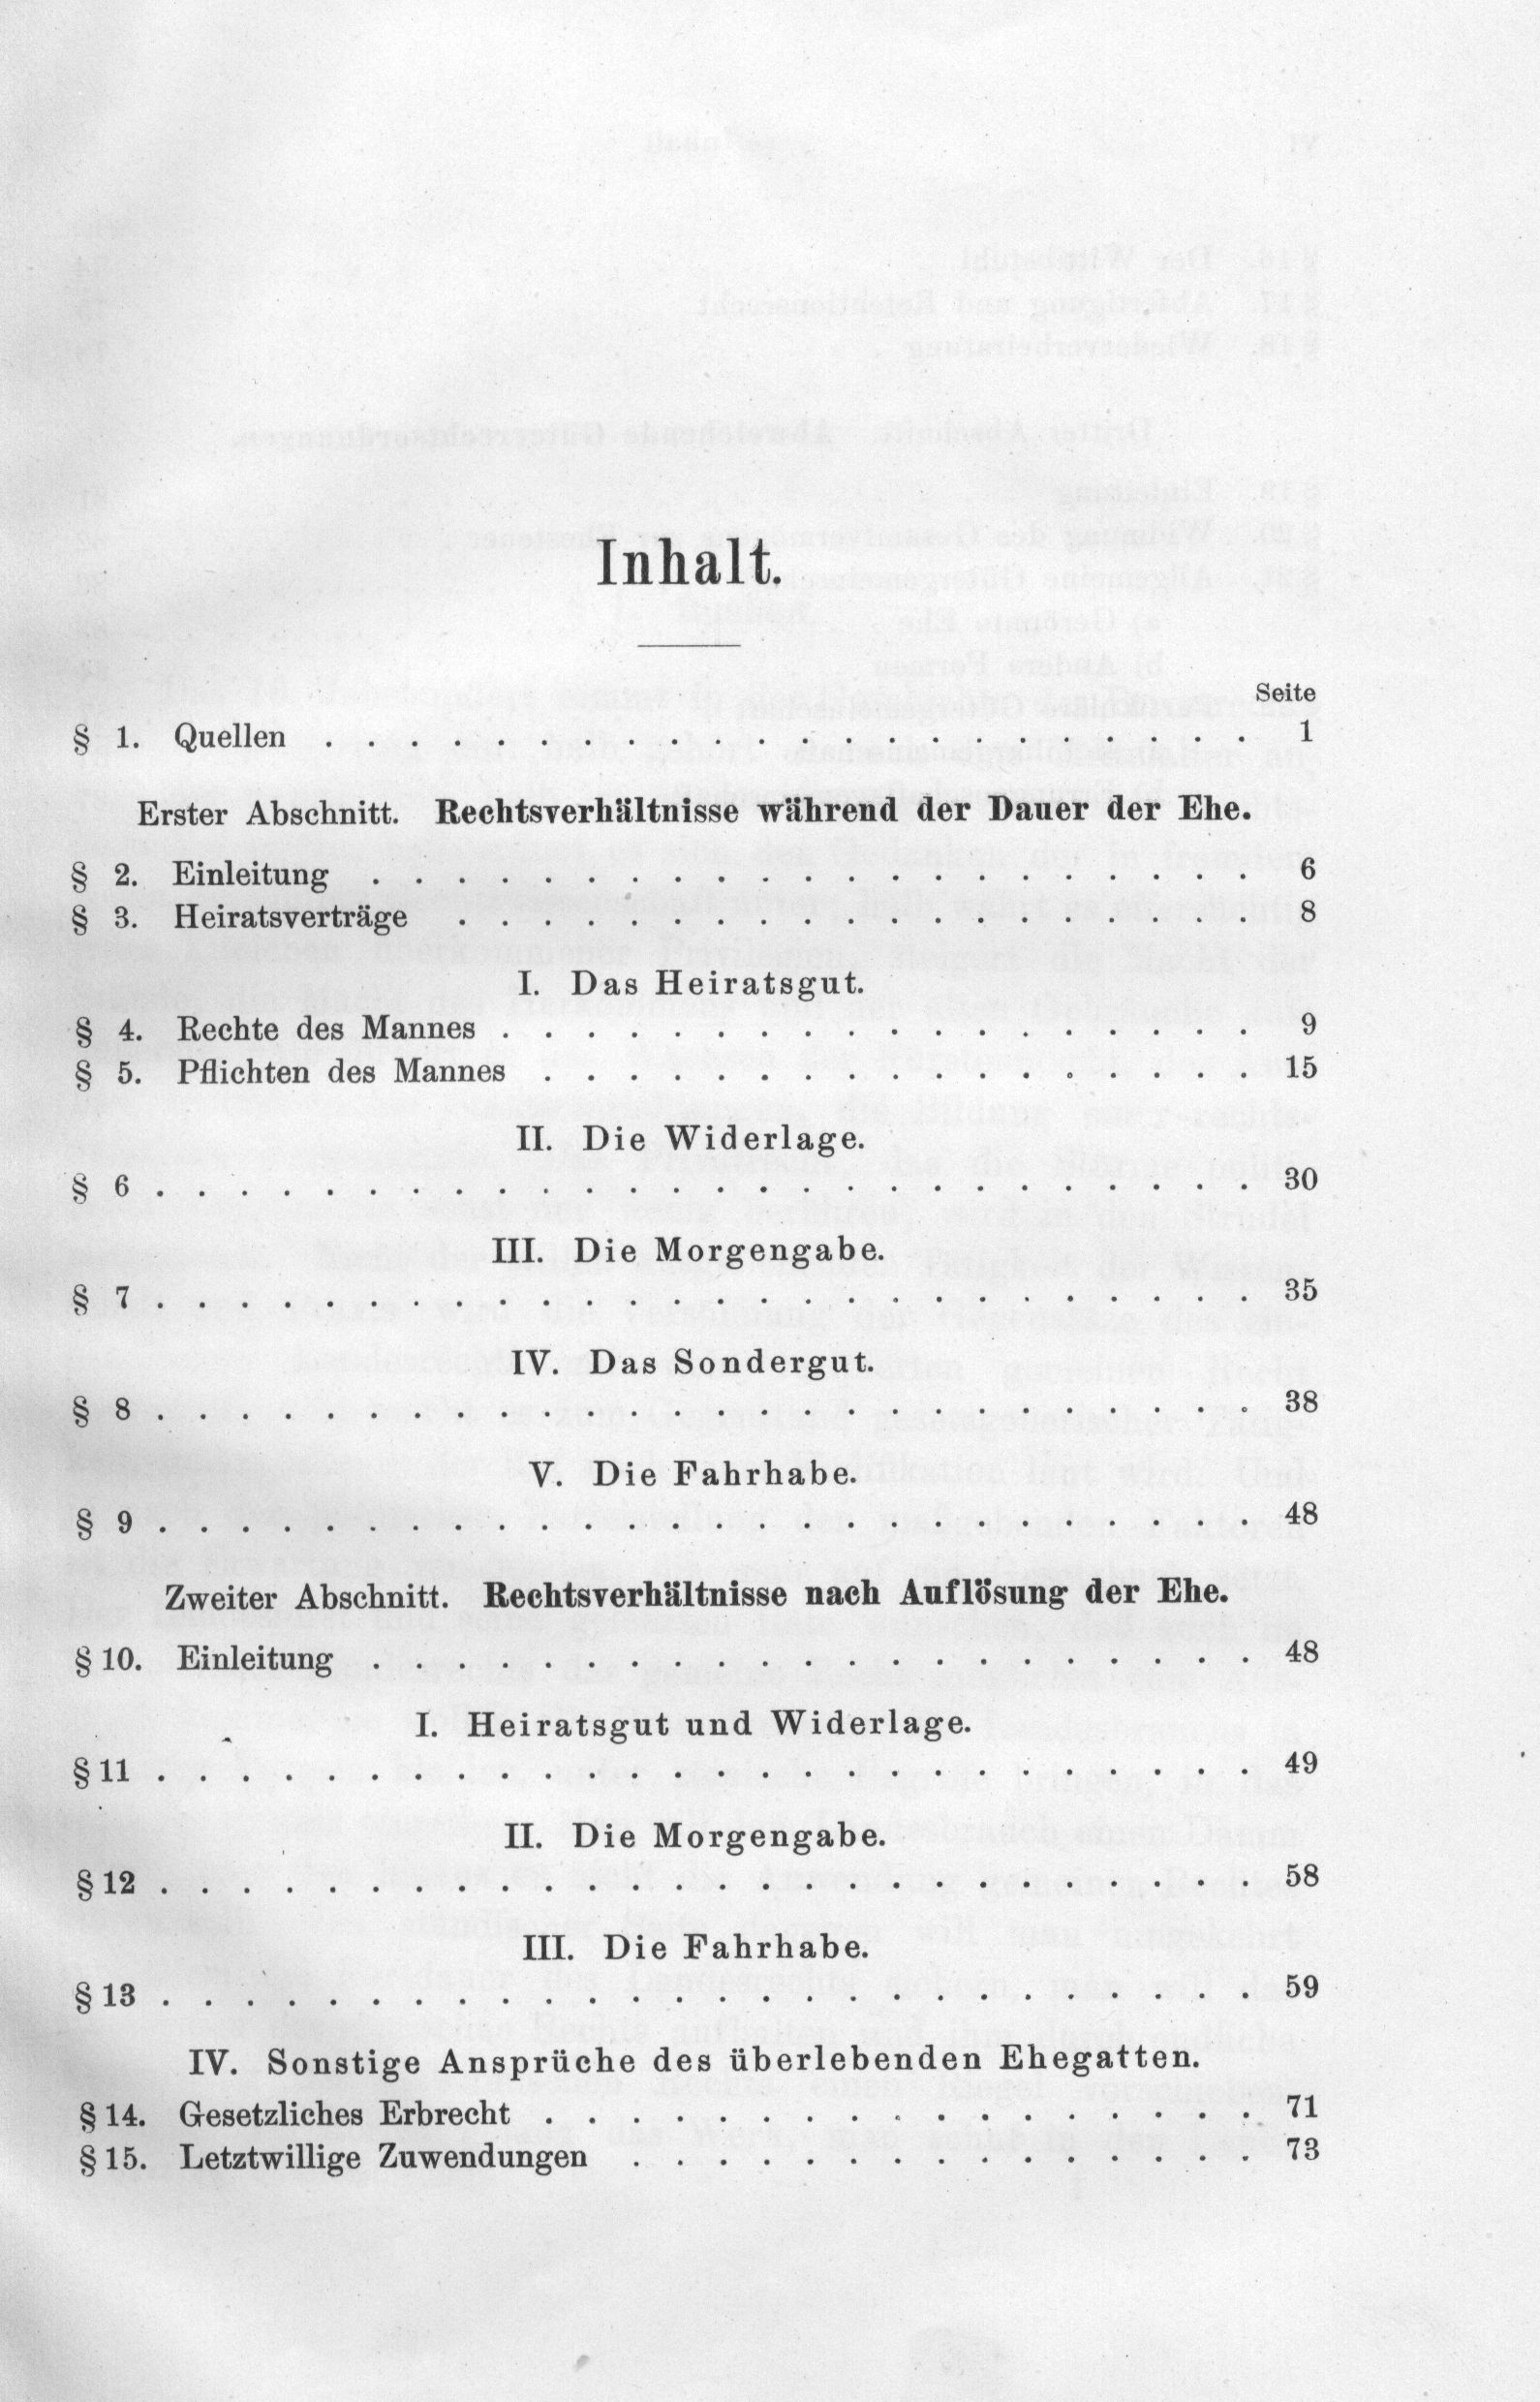 Inhalt.
Seite
§ 1. Quellen . . . . . . . . . . . . . . . . . . . . . . 1
Erster Abschnitt. Rechtsverhältnisse während der Dauer der Ehe.
§ 2. Einleitung . . . . . . . . . . . . . . . . . . . . . 6
§ 3. Heiratsverträge . . . . . . . . . . . . . . . . . . . 8
I. Das Heiratsgut.
§ 4. Rechte des Mannes . . . . . . . . . . . . . . . . . . 9
§ 5. Pflichten des Mannes . . . . . . . . . . . . . . . . . 15
II. Die Widerlage.
§ 6 . . . . . . . . . . . . . . . . . . . . . . . . . . 30
III. Die Morgengabe.
§ 7 . . . . . . . . . . . . . . . . . . . . . . . . . . 35
IV. Das Sondergut.
§ 8 . . . . . . . . . . . . . . . . . . . . . . . . . . 38
V. Die Fahrhabe.
§ 9 . . . . . . . . . . . . . . . . . . . . . . . . . . 48
Zweiter Abschnitt. Rechtsverhältnisse nach Auflösung der Ehe.
§ 10. Einleitung . . . . . . . . . . . . . . . . . . . . . 48
I. Heiratsgut und Widerlage.
§ 11 . . . . . . . . . . . . . . . . . . . . . . . . . . 49
II. Die Morgengabe.
§ 12 . . . . . . . . . . . . . . . . . . . . . . . . . . 58
III. Die Fahrhabe.
§ 13 . . . . . . . . . . . . . . . . . . . . . . . . . . 59
IV. Sonstige Ansprüche des überlebenden Ehegatten.
§ 14. Gesetzliches Erbrecht . . . . . . . . . . . . . . . . . 71
§ 15. Letztwillige Zuwendungen . . . . . . . . . . . . . . . 73